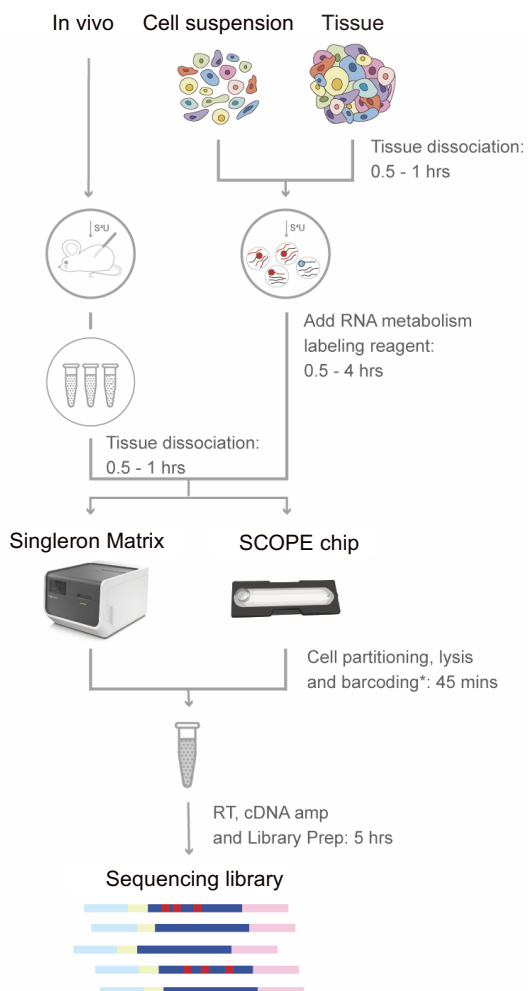 In vivo
Cell suspension
Tissue
Tissue dissociation:
0.5 - 1 hrs
S⁴U
S⁴U
Add RNA metabolism
labeling reagent:
0.5 - 4 hrs
Tissue dissociation:
0.5 - 1 hrs
Singleron Matrix
SCOPE chip
Cell partitioning, lysis
and barcoding*: 45 mins
RT, cDNA amp
and Library Prep: 5 hrs
Sequencing library